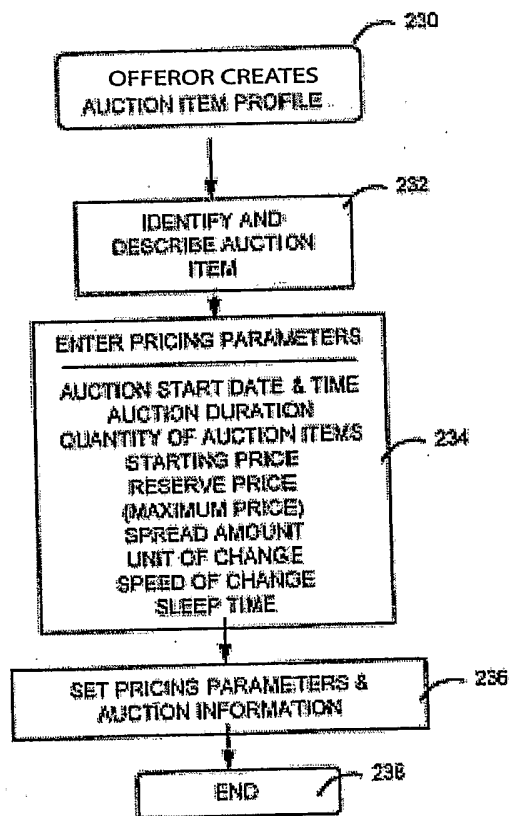 230
OFFEROR CREATES
AUCTION ITEM PROFILE
232
IDENTIFY AND
DESCRIBE AUCTION
ITEM
ENTER PRICING PARAMETERS
AUCTION START DATE & TIME
AUCTION DURATION
QUANTITY OF AUCTION ITEMS
STARTING PRICE
RESERVE PRICE
(MAXIMUM PRICE)
SPREAD AMOUNT
UNIT OF CHANGE
SPEED OF CHANGE
SLEEP TIME
234
SET PRICING PARAMETERS &
AUCTION INFORMATION
236
END
238